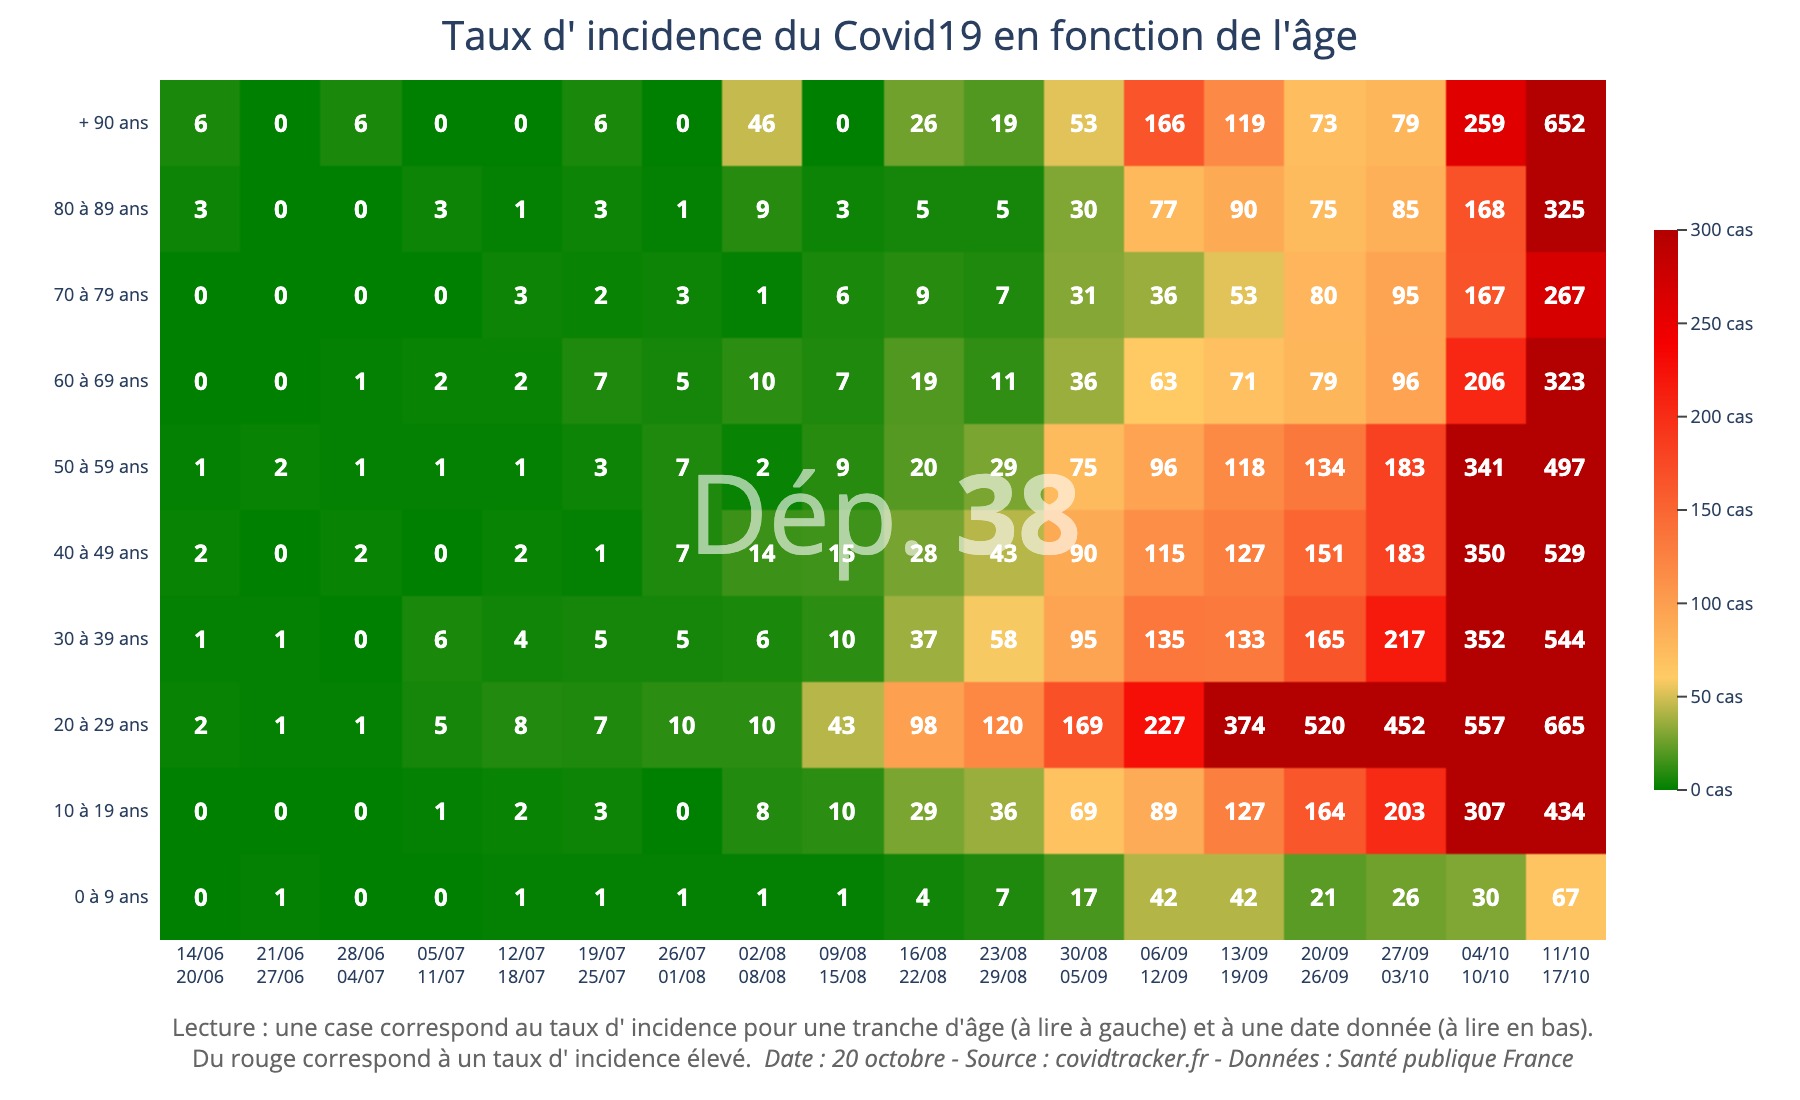 Taux d' incidence du Covid19 en fonction de l'âge
+ 90 ans 6 0 6 0 0 6 0 46 0 26 19 53 166 119 73 79 259 652
80 à 89 ans 3 0 0 3 1 3 1 9 3 5 5 30 77 90 75 85 168 325
70 à 79 ans 0 0 0 0 3 2 3 1 6 9 7 31 36 53 80 95 167 267
60 à 69 ans 0 0 1 2 2 7 5 10 7 19 11 36 63 71 79 96 206 323
50 à 59 ans 1 2 1 1 1 3 7 2 9 20 29 75 96 118 134 183 341 497
Dép. 38
40 à 49 ans 2 0 2 0 2 1 7 14 15 28 43 90 115 127 151 183 350 529
30 à 39 ans 1 1 0 6 4 5 5 6 10 37 58 95 135 133 165 217 352 544
20 à 29 ans 2 1 1 5 8 7 10 10 43 98 120 169 227 374 520 452 557 665
10 à 19 ans 0 0 0 1 2 3 0 8 10 29 36 69 89 127 164 203 307 434
0 à 9 ans 0 1 0 0 1 1 1 1 1 4 7 17 42 42 21 26 30 67
14/06 21/06 28/06 05/07 12/07 19/07 26/07 02/08 09/08 16/08 23/08 30/08 06/09 13/09 20/09 27/09 04/10 11/10
20/06 27/06 04/07 11/07 18/07 25/07 01/08 08/08 15/08 22/08 29/08 05/09 12/09 19/09 26/09 03/10 10/10 17/10
300 cas
250 cas
200 cas
150 cas
100 cas
50 cas
0 cas
Lecture : une case correspond au taux d' incidence pour une tranche d'âge (à lire à gauche) et à une date donnée (à lire en bas).
Du rouge correspond à un taux d' incidence élevé. Date : 20 octobre - Source : covidtracker.fr - Données : Santé publique France